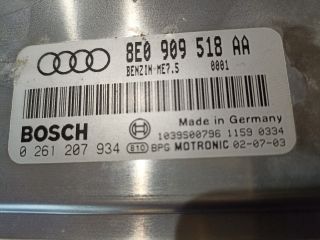 8E0 909 518 AA
BENZIN-ME7.5 0001
BOSCH
Made in Germany
1039S00796 1159 0334
0 261 207 934 810 BPG MOTRONIC 02-07-03